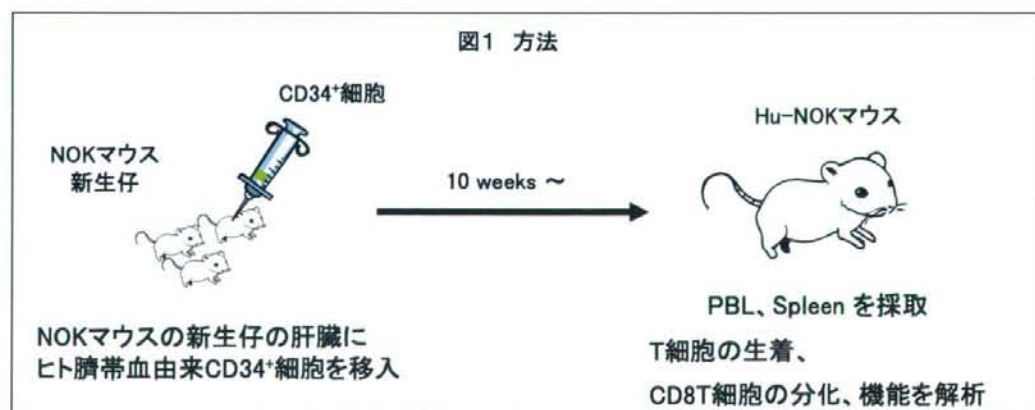 図1 方法
CD34⁺細胞
NOKマウス
新生仔
10 weeks ～
Hu-NOKマウス
NOKマウスの新生仔の肝臓に
ヒト臍帯血由来CD34⁺細胞を移入
PBL、Spleen を採取
T細胞の生着、
CD8T細胞の分化、機能を解析